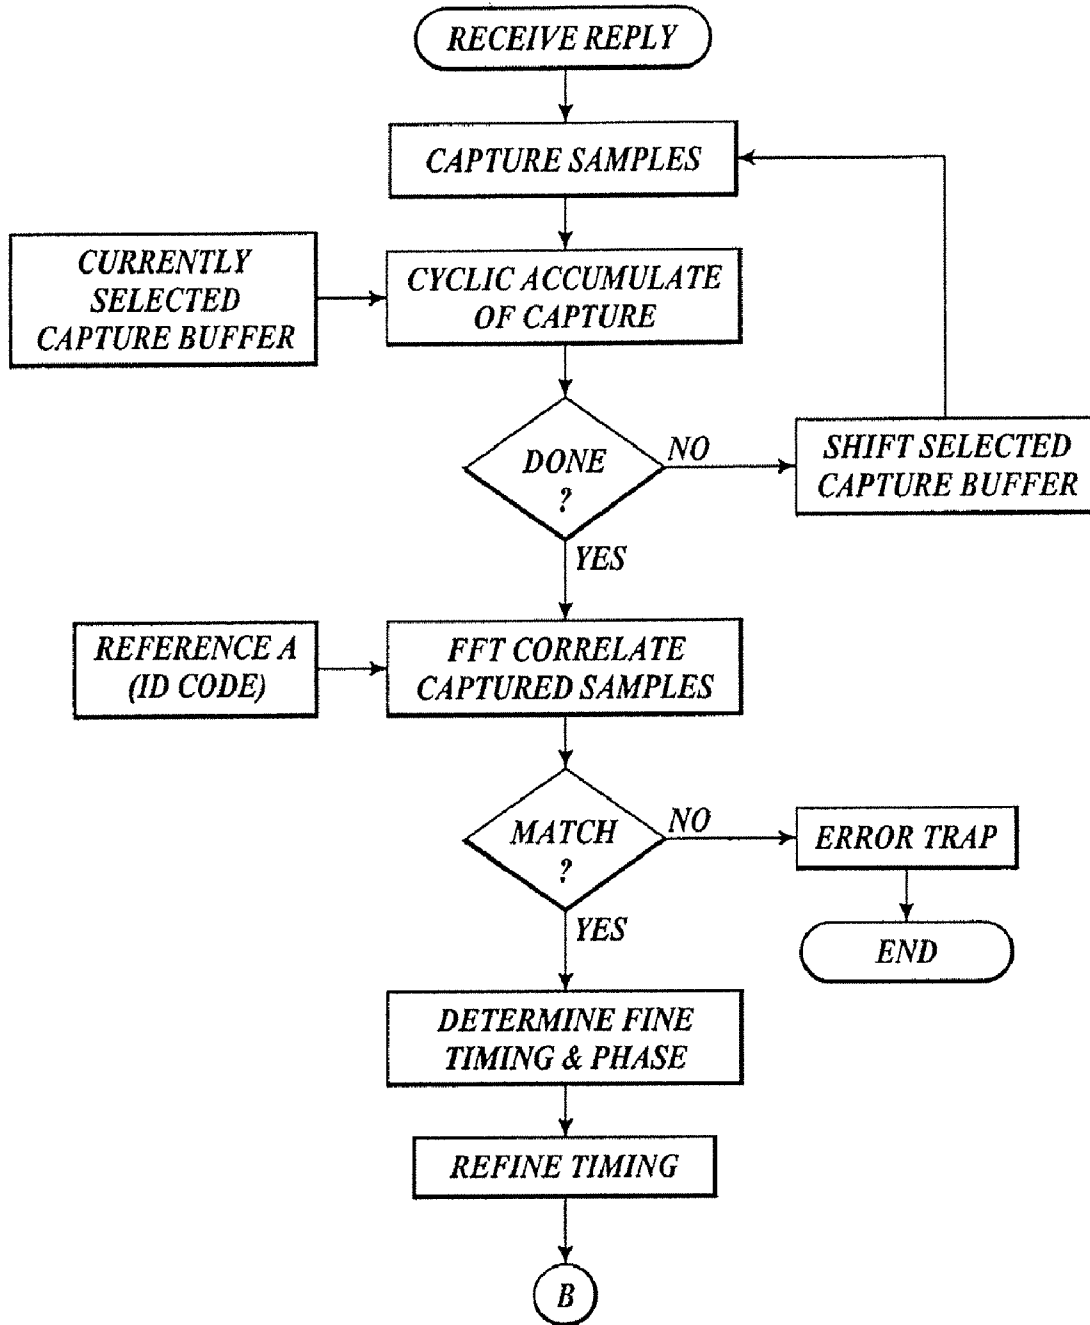 RECEIVE REPLY
CAPTURE SAMPLES
CURRENTLY
SELECTED
CAPTURE BUFFER
CYCLIC ACCUMULATE
OF CAPTURE
DONE
?
NO
SHIFT SELECTED
CAPTURE BUFFER
YES
REFERENCE A
(ID CODE)
FFT CORRELATE
CAPTURED SAMPLES
MATCH
?
NO
ERROR TRAP
END
YES
DETERMINE FINE
TIMING & PHASE
REFINE TIMING
B